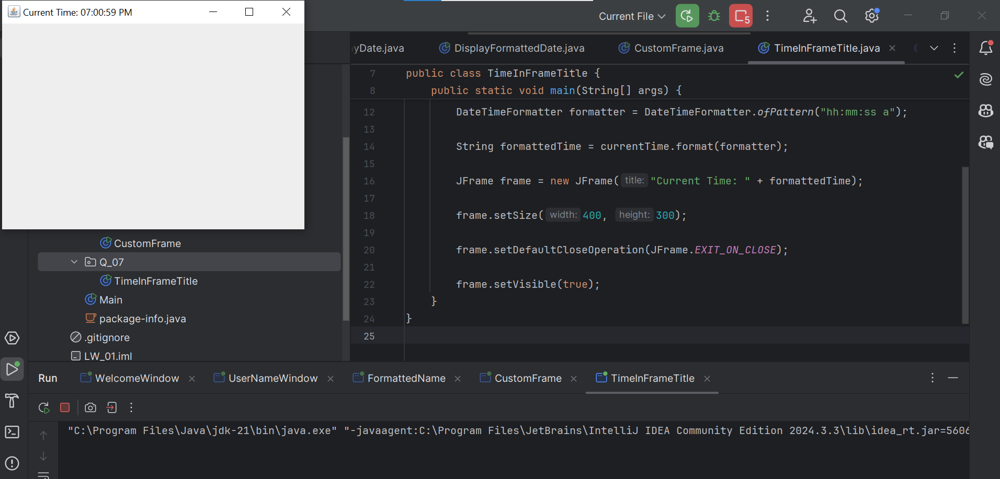 Current Time: 07:00:59 PM
Current File
5
yDate.java
DisplayFormattedDate.java
CustomFrame.java
TimeInFrameTitle.java
7 public class TimeInFrameTitle {
8 public static void main(String[] args) {
12 DateTimeFormatter formatter = DateTimeFormatter.ofPattern("hh:mm:ss a");
13
14 String formattedTime = currentTime.format(formatter);
15
16 JFrame frame = new JFrame( title: "Current Time: " + formattedTime);
17
18 frame.setSize( width: 400, height: 300);
19
20 frame.setDefaultCloseOperation(JFrame.EXIT_ON_CLOSE);
21
22 frame.setVisible(true);
23 }
24 }
25
CustomFrame
Q_07
TimeInFrameTitle
Main
package-info.java
.gitignore
LW_01.iml
Run
WelcomeWindow
UserNameWindow
FormattedName
CustomFrame
TimeInFrameTitle
"C:\Program Files\Java\jdk-21\bin\java.exe" "-javaagent:C:\Program Files\JetBrains\IntelliJ IDEA Community Edition 2024.3.3\lib\idea_rt.jar=5606